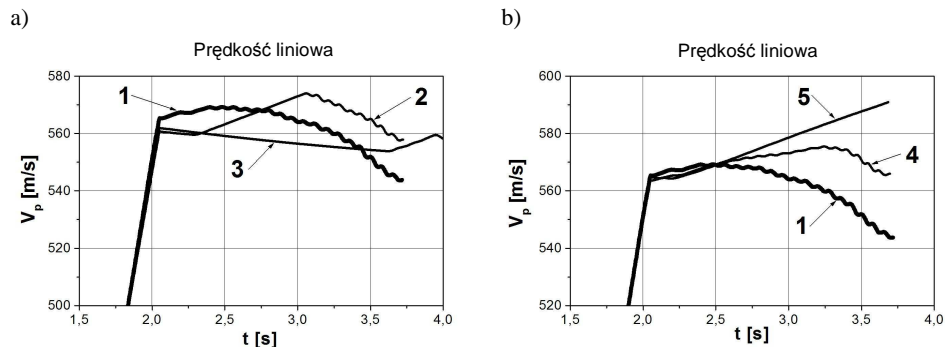 a)
Prędkość liniowa
580
560
540
520
500
1,5 2,0 2,5 3,0 3,5 4,0
V_p [m/s]
t [s]
1
2
3
b)
Prędkość liniowa
600
580
560
540
520
1,5 2,0 2,5 3,0 3,5 4,0
V_p [m/s]
t [s]
5
4
1